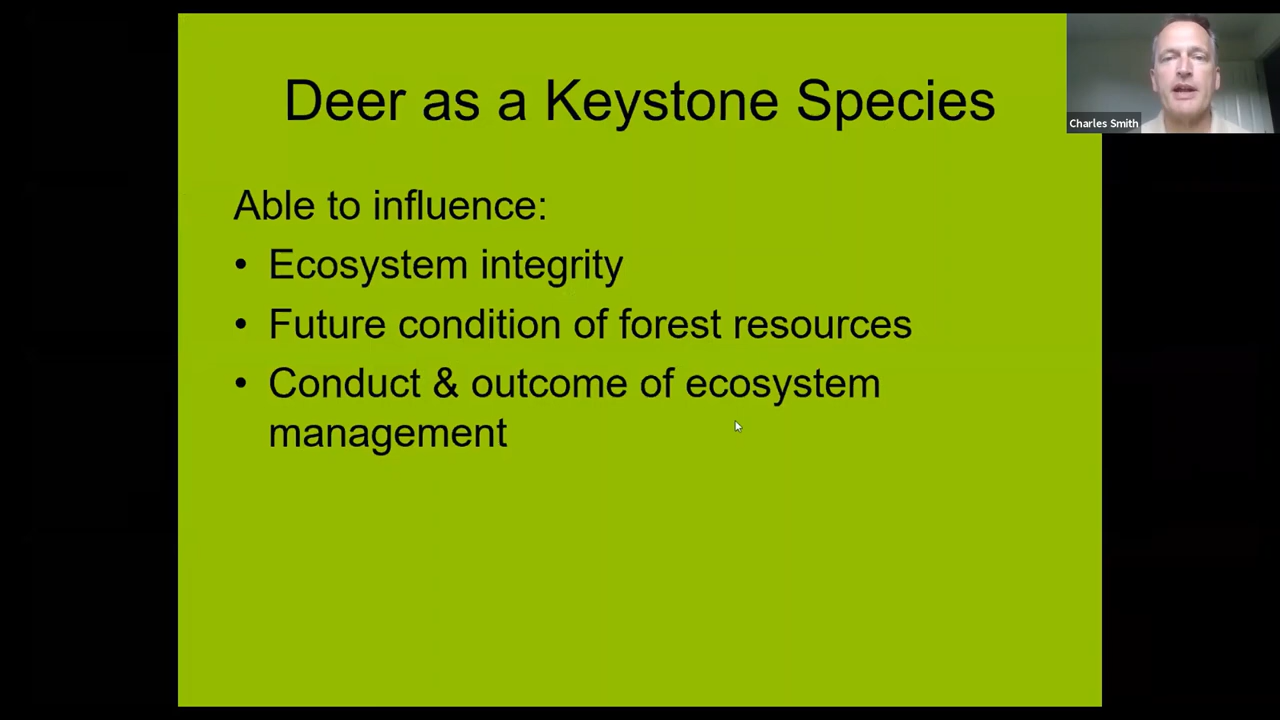 Deer as a Keystone Species
Charles Smith
Able to influence:
• Ecosystem integrity
• Future condition of forest resources
• Conduct & outcome of ecosystem
management